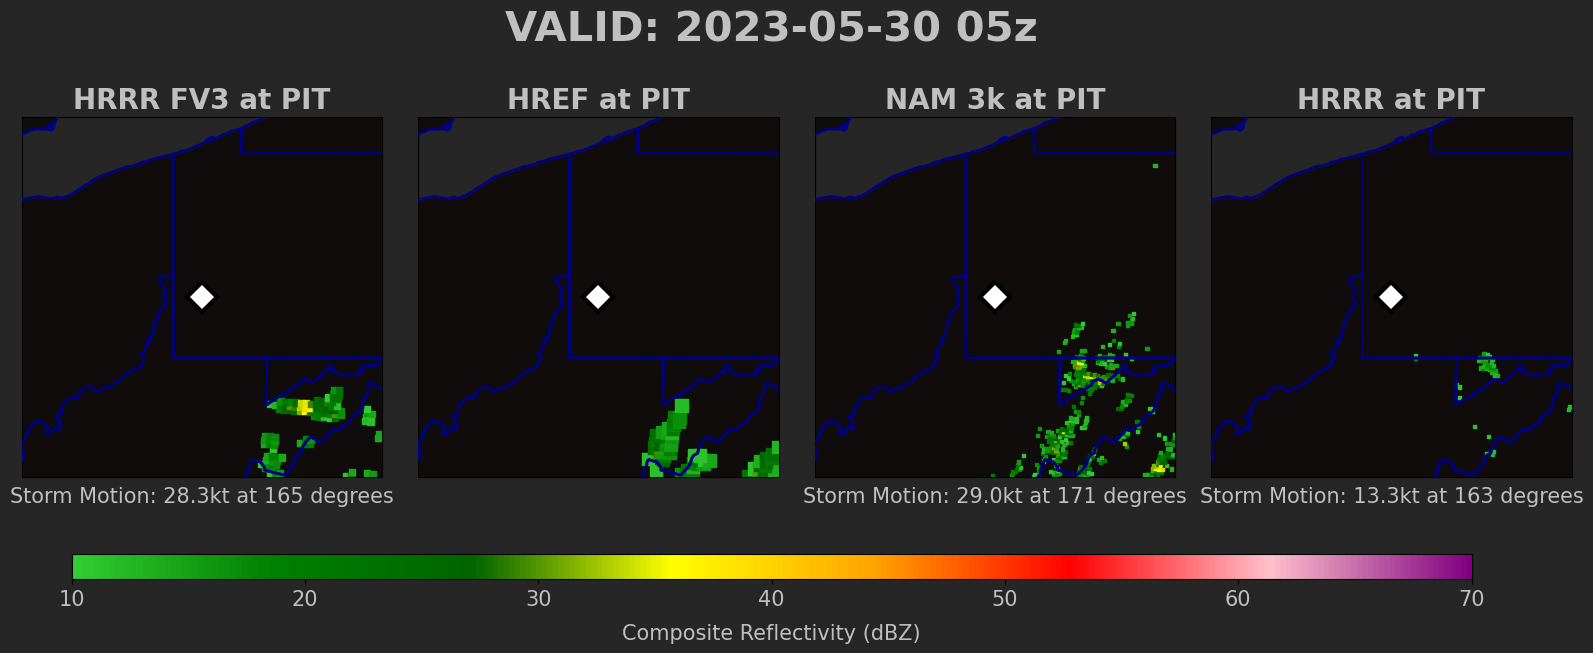 VALID: 2023-05-30 05z
HRRR FV3 at PIT
HREF at PIT
NAM 3k at PIT
HRRR at PIT
Storm Motion: 28.3kt at 165 degrees
Storm Motion: 29.0kt at 171 degrees
Storm Motion: 13.3kt at 163 degrees
10 20 30 40 50 60 70
Composite Reflectivity (dBZ)